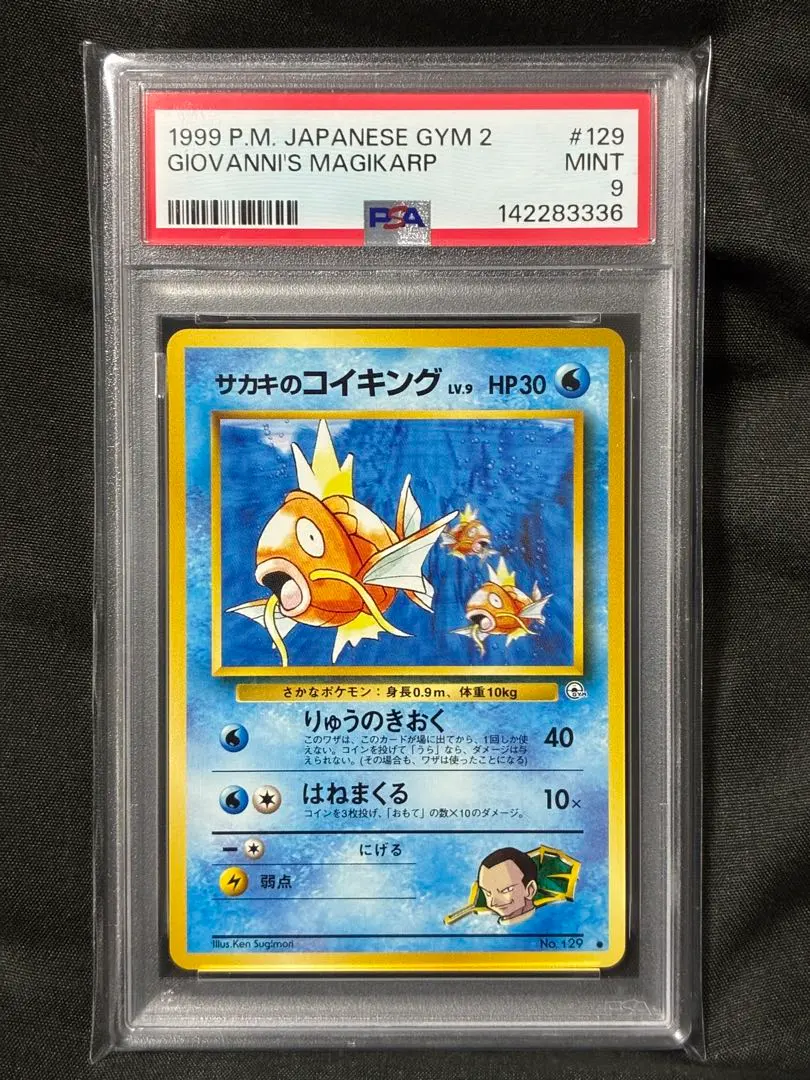 1999 P.M. JAPANESE GYM 2 #129
GIOVANNI'S MAGIKARP MINT
9
PSA 142283336
サカキのコイキング LV.9 HP30
さかなポケモン：身長0.9m、体重10kg
GYM
りゅうのきおく 40
このワザは、このカードが場に出てから、1回しか使
えない。コインを投げて「うら」なら、ダメージは与
えられない。(その場合も、ワザは使ったことになる)
はねまくる 10×
コインを3枚投げ、「おもて」の数×10のダメージ。
にげる
弱点
Illus.Ken Sugimori No. 129
PSA